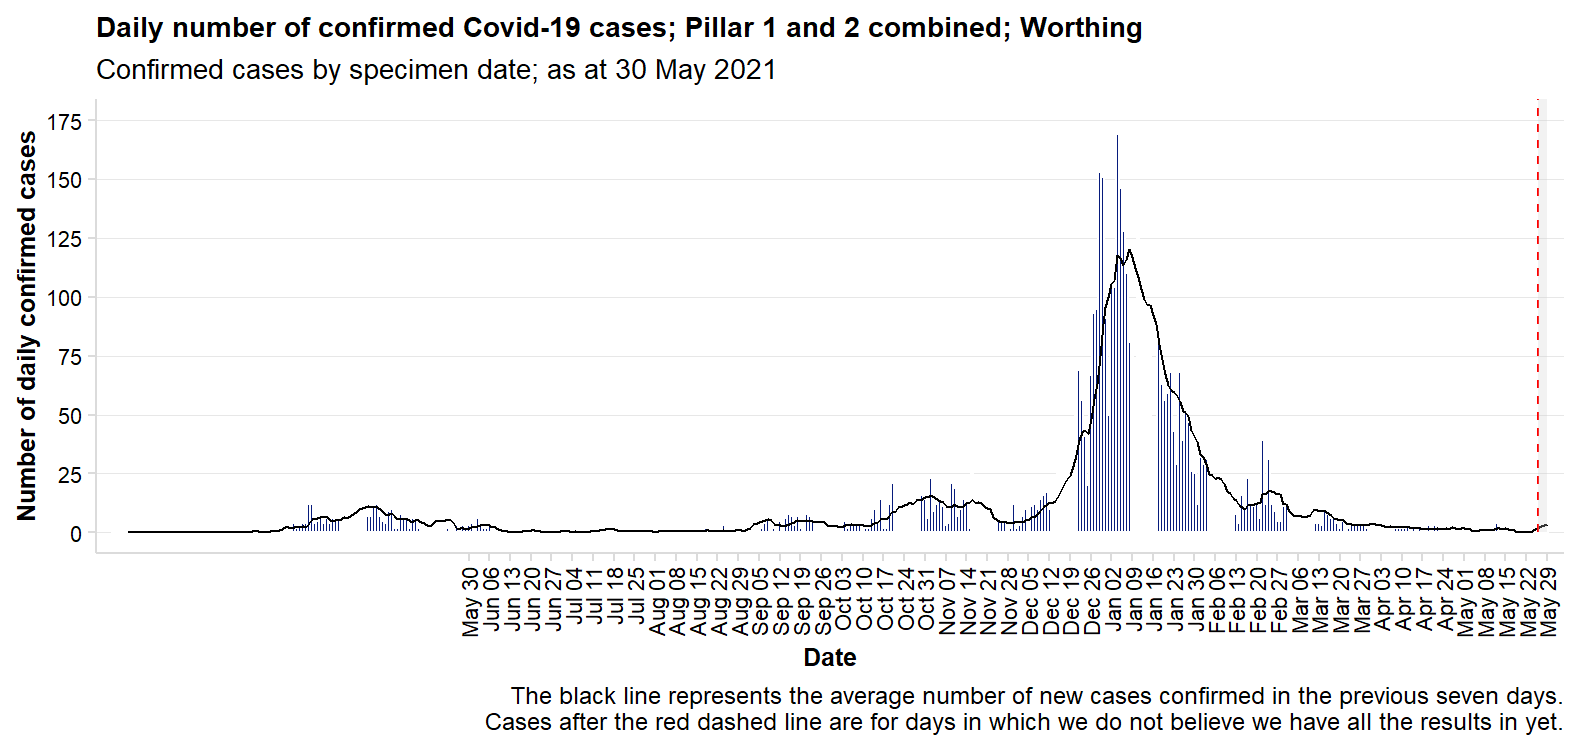 Daily number of confirmed Covid-19 cases; Pillar 1 and 2 combined; Worthing
Confirmed cases by specimen date; as at 30 May 2021
Number of daily confirmed cases
175
150
125
100
75
50
25
0
May 30
Jun 06
Jun 13
Jun 20
Jun 27
Jul 04
Jul 11
Jul 18
Jul 25
Aug 01
Aug 08
Aug 15
Aug 22
Aug 29
Sep 05
Sep 12
Sep 19
Sep 26
Oct 03
Oct 10
Oct 17
Oct 24
Oct 31
Nov 07
Nov 14
Nov 21
Nov 28
Dec 05
Dec 12
Dec 19
Dec 26
Jan 02
Jan 09
Jan 16
Jan 23
Jan 30
Feb 06
Feb 13
Feb 20
Feb 27
Mar 06
Mar 13
Mar 20
Mar 27
Apr 03
Apr 10
Apr 17
Apr 24
May 01
May 08
May 15
May 22
May 29
Date
The black line represents the average number of new cases confirmed in the previous seven days.
Cases after the red dashed line are for days in which we do not believe we have all the results in yet.